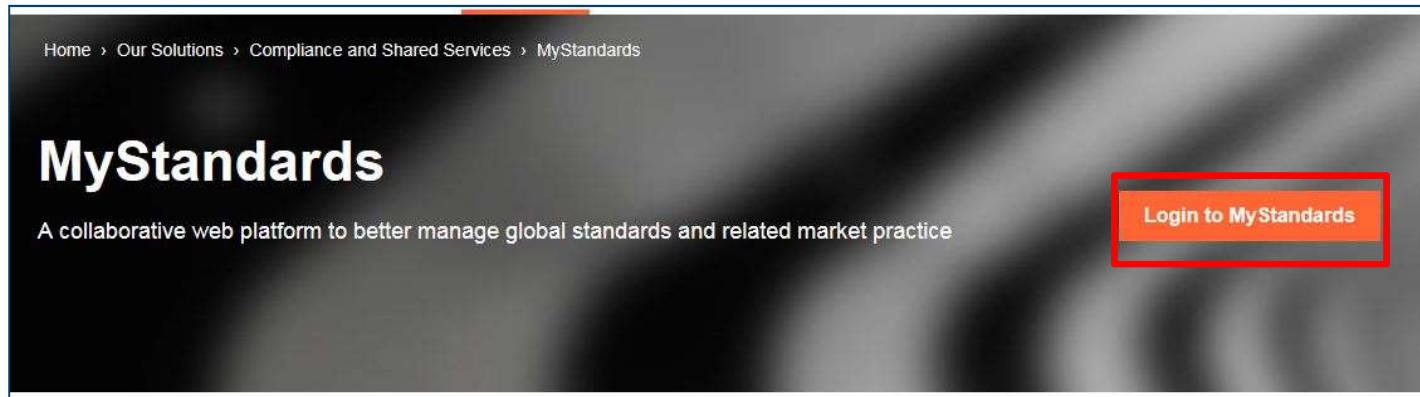 Home › Our Solutions › Compliance and Shared Services › MyStandards
MyStandards
A collaborative web platform to better manage global standards and related market practice
Login to MyStandards